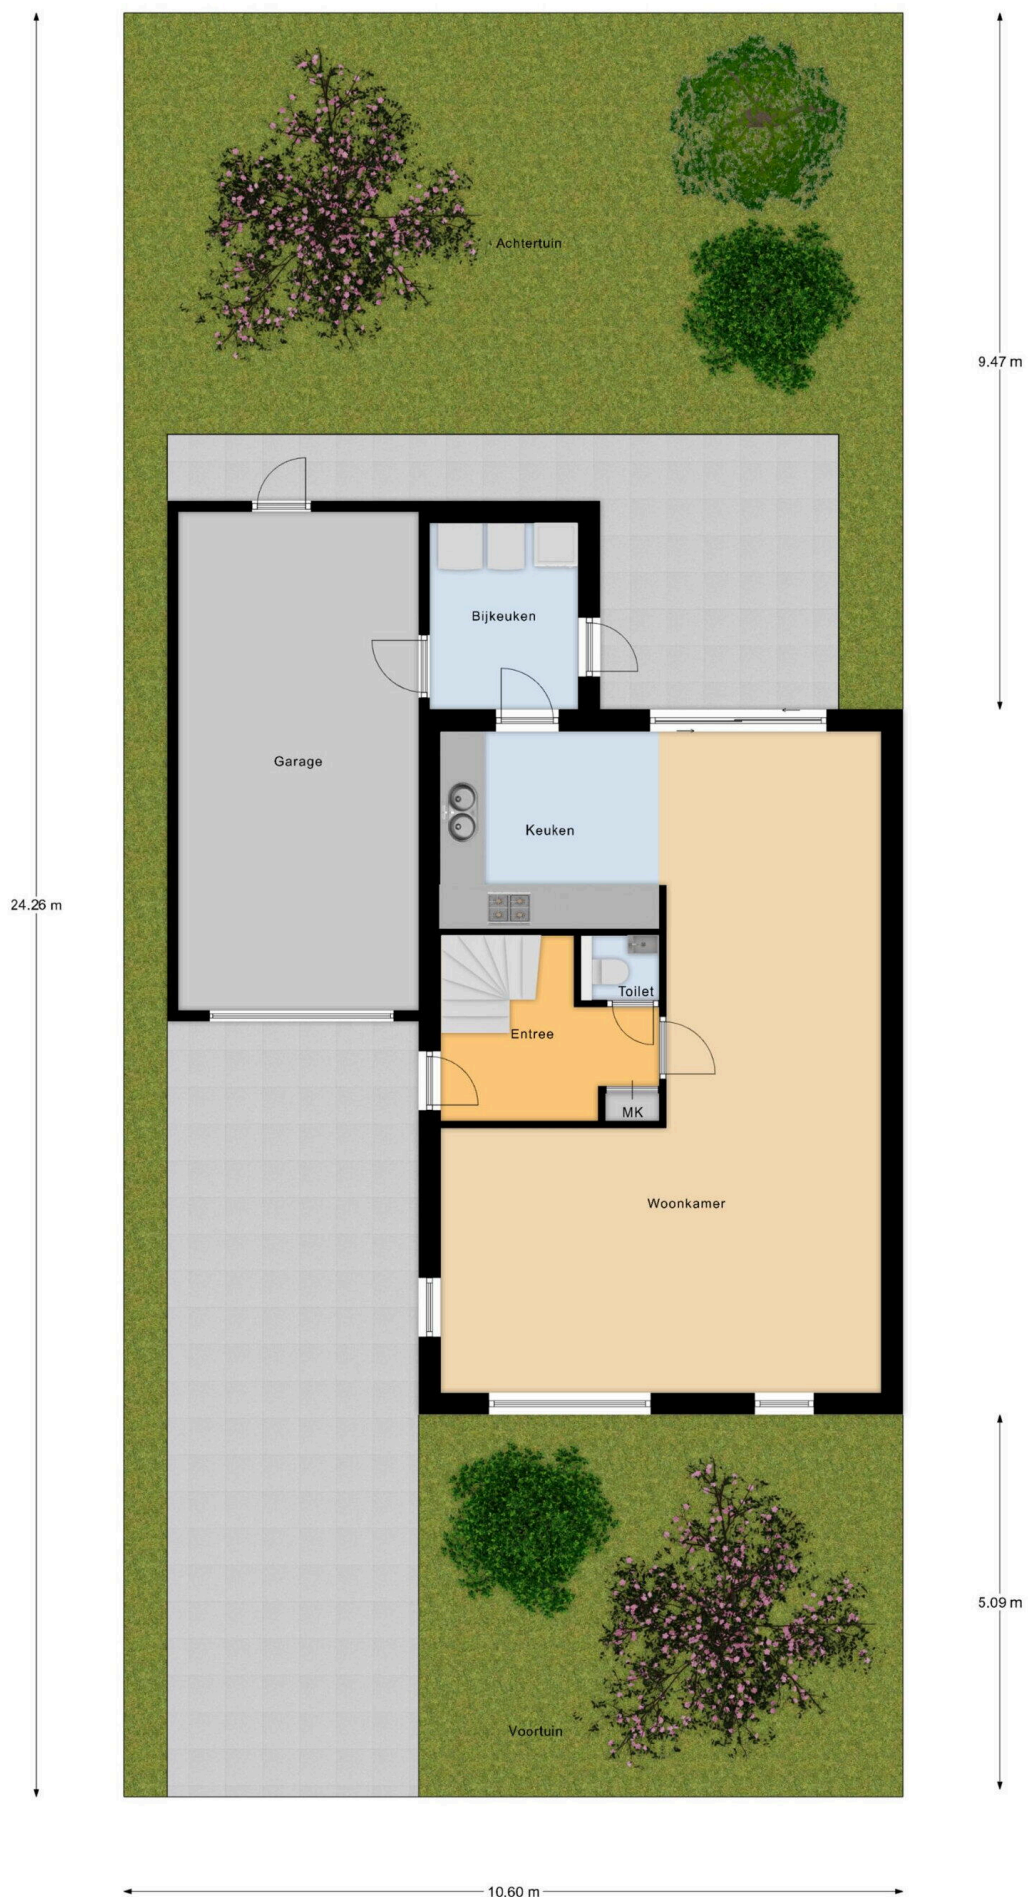 Achtertuin
9.47 m
Bijkeuken
Garage
Keuken
24.26 m
Toilet
Entree
MK
Woonkamer
5.09 m
Voortuin
10.60 m